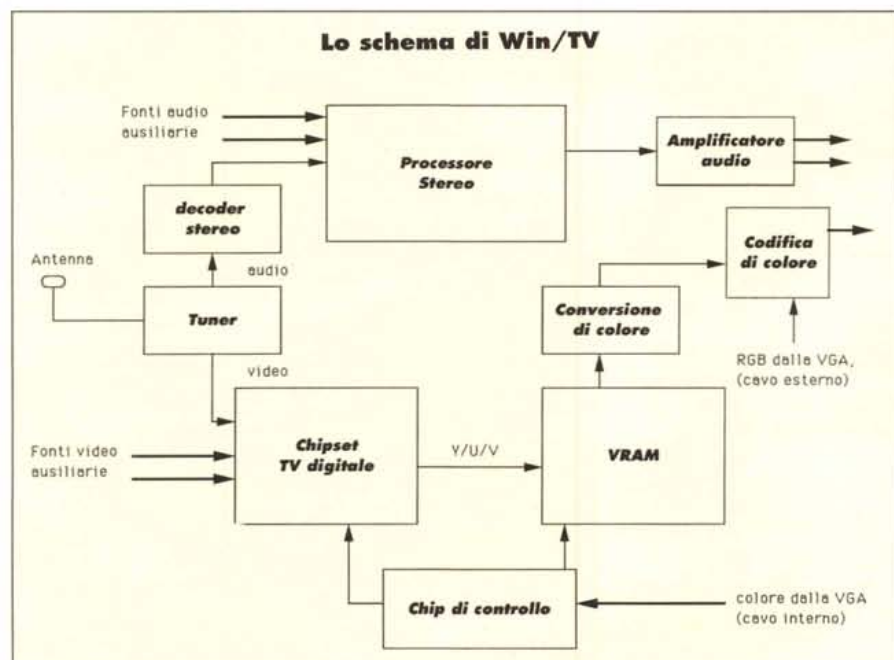 Lo schema di Win/TV
Fonti audio
ausiliarie
Processore
Stereo
Amplificatore
audio
decoder
stereo
Codifica
di colore
Antenna
audio
Tuner
Conversione
di colore
RGB dalla VGA,
(cavo esterno)
video
Chipset
TV digitale
Y/U/V
VRAM
Fonti video
ausiliarie
Chip di controllo
colore dalla VGA
(cavo interno)